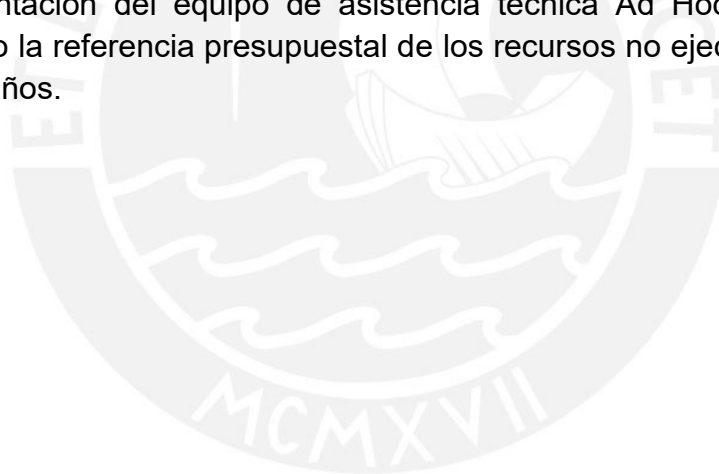 ntación del equipo de asistencia técnica Ad Hoc
o la referencia presupuestal de los recursos no ejec
ños.
MCMXVII